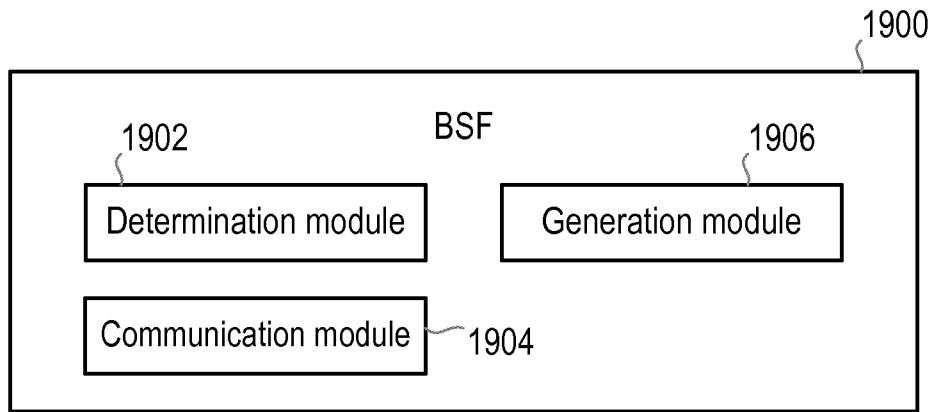 1900
BSF
1902
1906
Determination module
Generation module
Communication module
1904